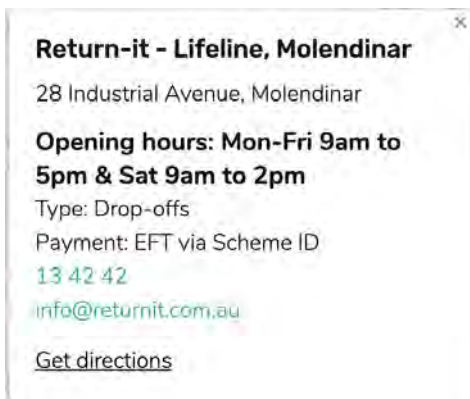 Return-it - Lifeline, Molendinar
28 Industrial Avenue, Molendinar
Opening hours: Mon-Fri 9am to
5pm & Sat 9am to 2pm
Type: Drop-offs
Payment: EFT via Scheme ID
13 42 42
info@returnit.com.au
Get directions